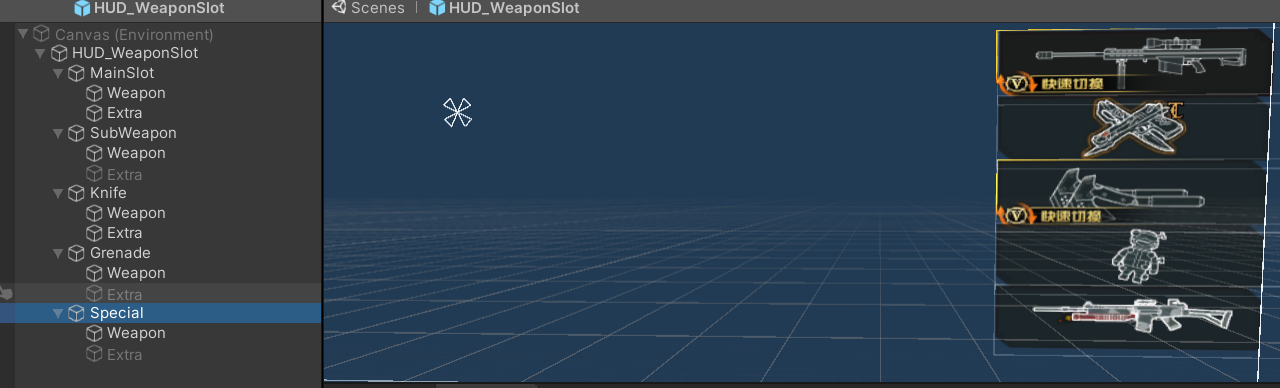 HUD_WeaponSlot
Scenes HUD_WeaponSlot
Canvas (Environment)
HUD_WeaponSlot
MainSlot
Weapon
Extra
SubWeapon
Weapon
Extra
Knife
Weapon
Extra
Grenade
Weapon
Extra
Special
Weapon
Extra
V 快速切换
V 快速切换